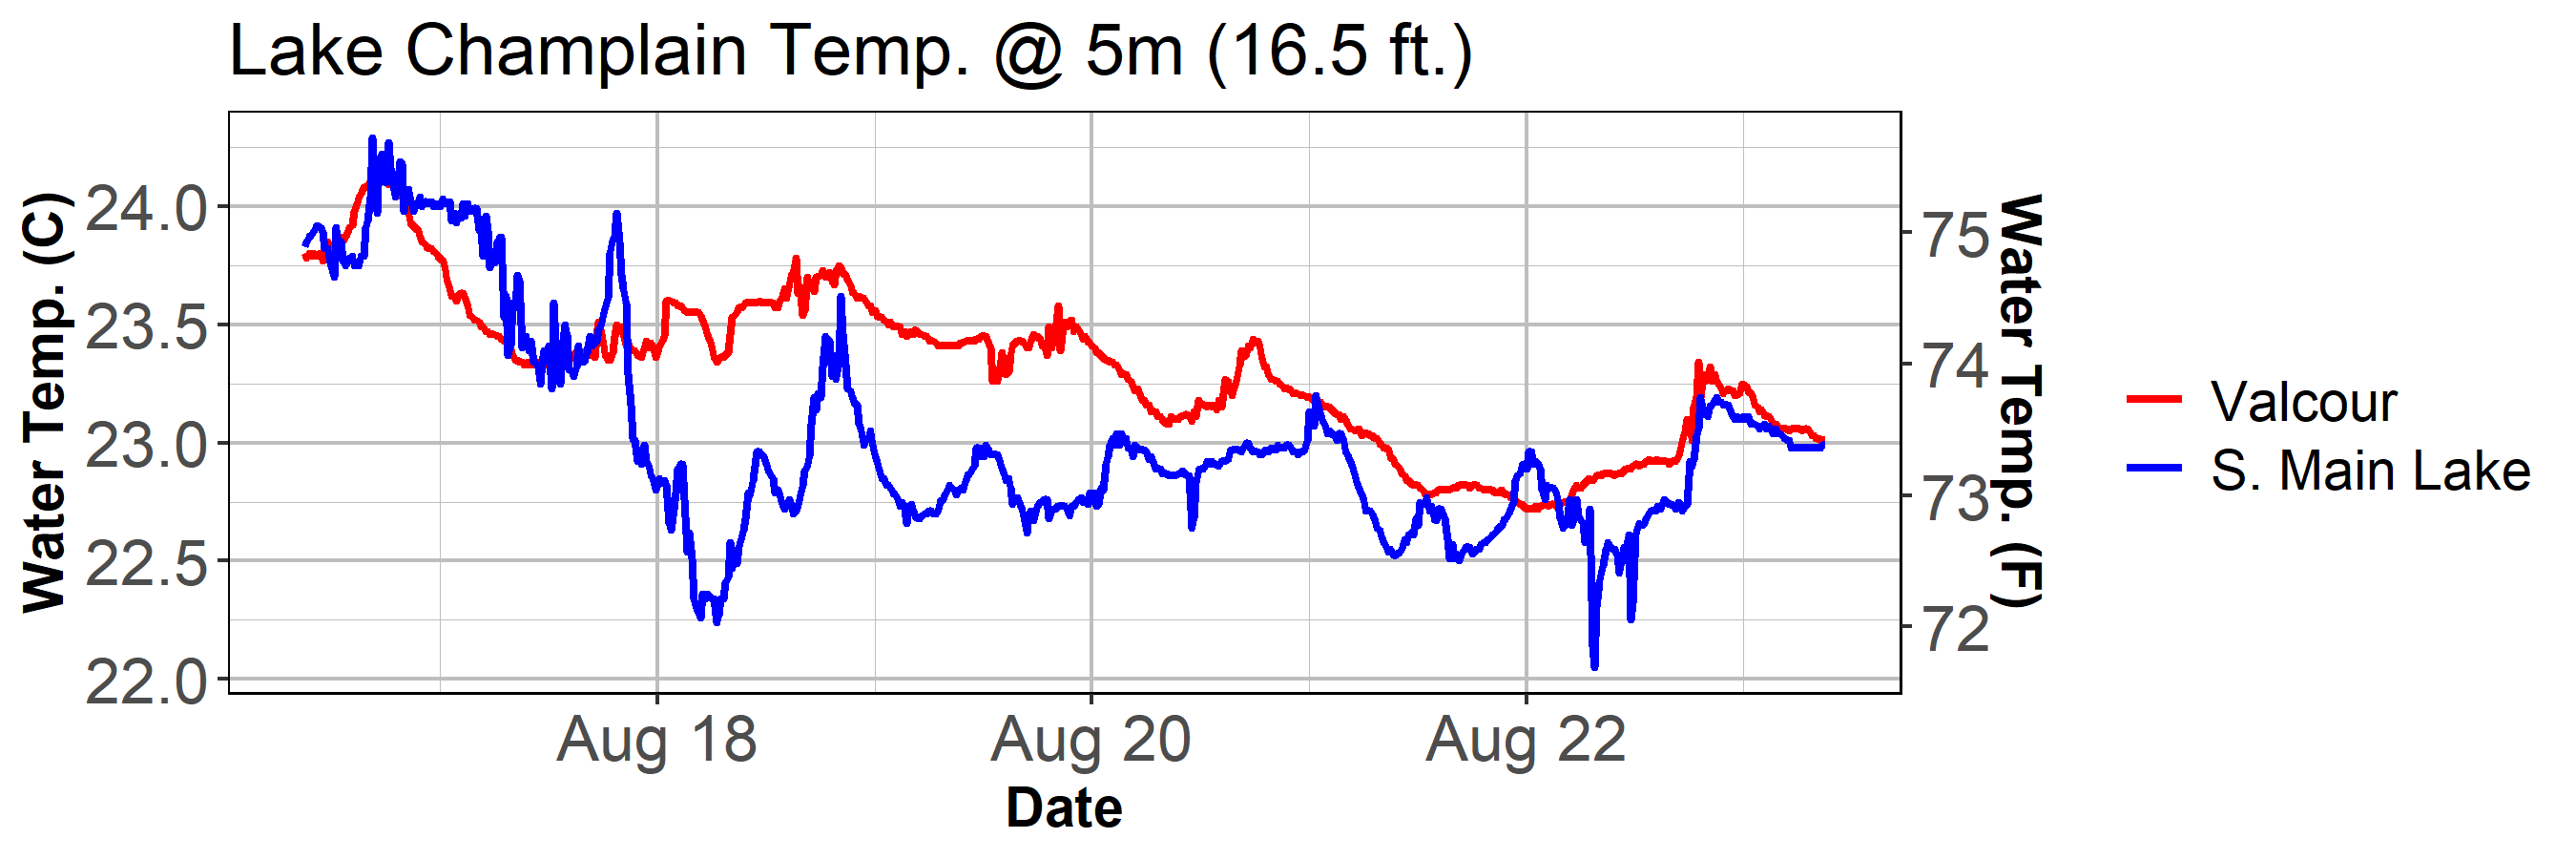 Lake Champlain Temp. @ 5m (16.5 ft.)
Water Temp. (C)
24.0
23.5
23.0
22.5
22.0
75
74
73
72
Water Temp. (F)
Aug 18
Aug 20
Aug 22
Date
Valcour
S. Main Lake